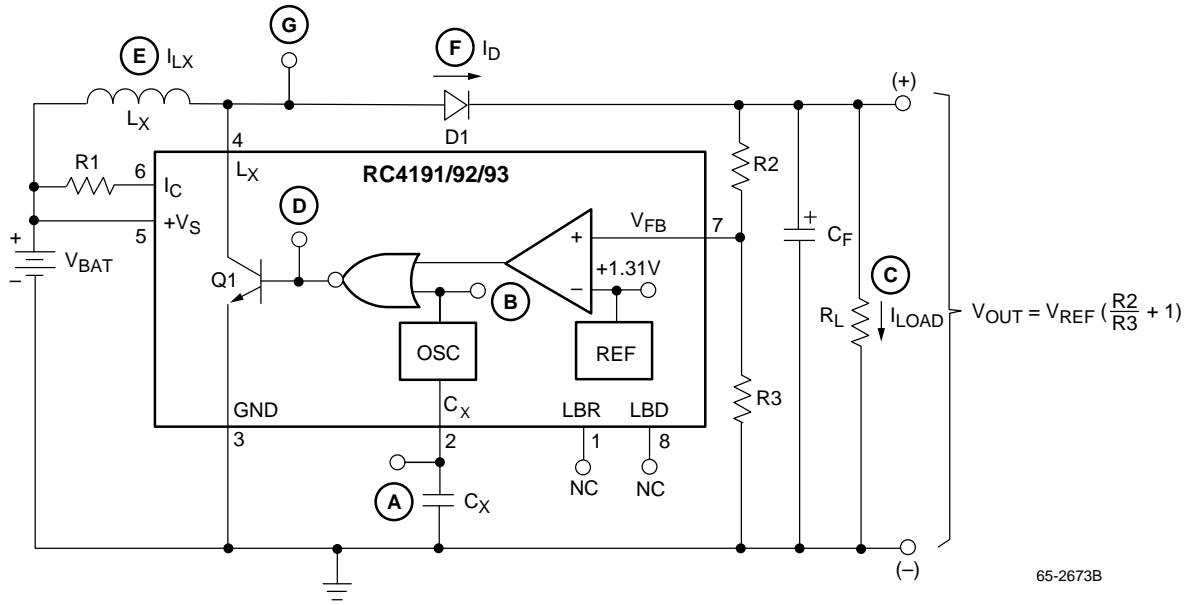 G
E I_LX
F I_D
(+)
L_X
D1
4
L_X
RC4191/92/93
R1
6
I_C
+V_S
5
D
V_FB
7
R2
+
V_BAT
−
Q1
+
+1.31V
−
B
C_F
+
C
R_L
I_LOAD
V_OUT = V_REF (R2/R3 + 1)
OSC
REF
R3
GND
C_X
LBR
LBD
3
2
1
8
NC
NC
A
C_X
(–)
65-2673B